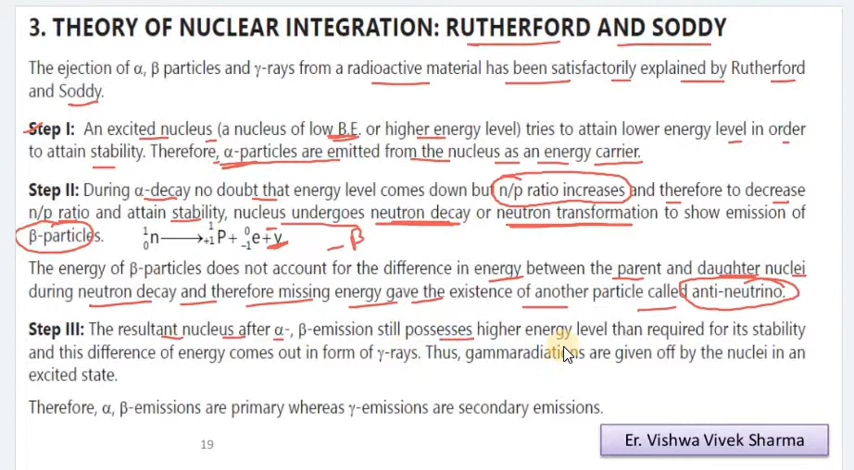 3. THEORY OF NUCLEAR INTEGRATION: RUTHERFORD AND SODDY
The ejection of α, β particles and γ-rays from a radioactive material has been satisfactorily explained by Rutherford
and Soddy.
Step I: An excited nucleus (a nucleus of low B.E. or higher energy level) tries to attain lower energy level in order
to attain stability. Therefore, α-particles are emitted from the nucleus as an energy carrier.
Step II: During α-decay no doubt that energy level comes down but n/p ratio increases and therefore to decrease
n/p ratio and attain stability, nucleus undergoes neutron decay or neutron transformation to show emission of
β-particles. ¹₀n ⟶ ¹₊₁P + ⁰₋₁e + v̅ – β
The energy of β-particles does not account for the difference in energy between the parent and daughter nuclei
during neutron decay and therefore missing energy gave the existence of another particle called anti-neutrino.
Step III: The resultant nucleus after α-, β-emission still possesses higher energy level than required for its stability
and this difference of energy comes out in form of γ-rays. Thus, gammaradiations are given off by the nuclei in an
excited state.
Therefore, α, β-emissions are primary whereas γ-emissions are secondary emissions.
19
Er. Vishwa Vivek Sharma